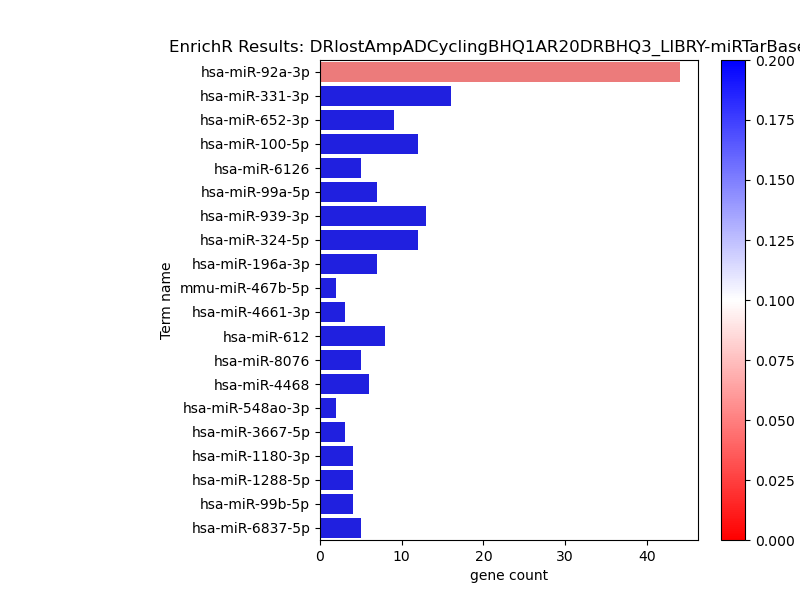 EnrichR Results: DRlostAmpADCyclingBHQ1AR20DRBHQ3_LIBRY-miRTarBase
hsa-miR-92a-3p
hsa-miR-331-3p
hsa-miR-652-3p
hsa-miR-100-5p
hsa-miR-6126
hsa-miR-99a-5p
hsa-miR-939-3p
hsa-miR-324-5p
hsa-miR-196a-3p
mmu-miR-467b-5p
hsa-miR-4661-3p
hsa-miR-612
hsa-miR-8076
hsa-miR-4468
hsa-miR-548ao-3p
hsa-miR-3667-5p
hsa-miR-1180-3p
hsa-miR-1288-5p
hsa-miR-99b-5p
hsa-miR-6837-5p
Term name
0 10 20 30 40
gene count
0.200
0.175
0.150
0.125
0.100
0.075
0.050
0.025
0.000